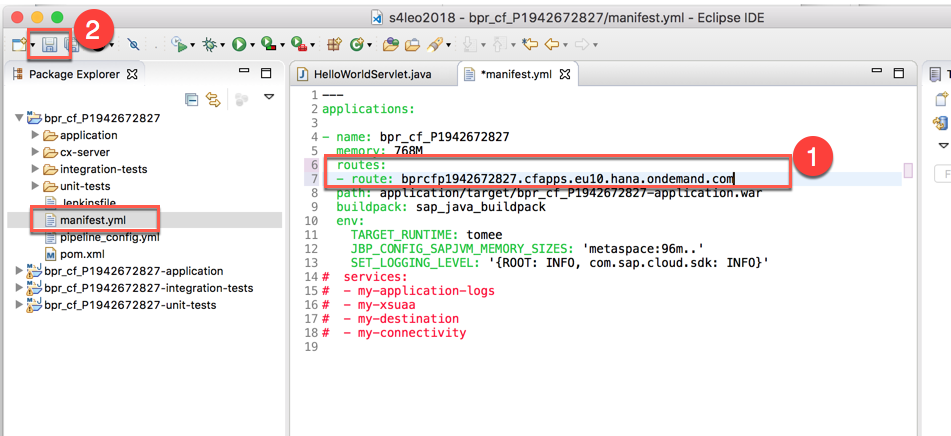 s4leo2018 - bpr_cf_P1942672827/manifest.yml - Eclipse IDE
2
Package Explorer
bpr_cf_P1942672827
application
cx-server
integration-tests
unit-tests
Jenkinsfile
manifest.yml
pipeline_config.yml
pom.xml
bpr_cf_P1942672827-application
bpr_cf_P1942672827-integration-tests
bpr_cf_P1942672827-unit-tests
HelloWorldServlet.java
*manifest.yml
1 ---
2 applications:
3
4 - name: bpr_cf_P1942672827
5 memory: 768M
6 routes:
7 - route: bprcfp1942672827.cfapps.eu10.hana.ondemand.com
8 path: application/target/bpr_cf_P1942672827-application.war
9 buildpack: sap_java_buildpack
10 env:
11 TARGET_RUNTIME: tomee
12 JBP_CONFIG_SAPJVM_MEMORY_SIZES: 'metaspace:96m..'
13 SET_LOGGING_LEVEL: '{ROOT: INFO, com.sap.cloud.sdk: INFO}'
14 # services:
15 # - my-application-logs
16 # - my-xsuaa
17 # - my-destination
18 # - my-connectivity
19
1